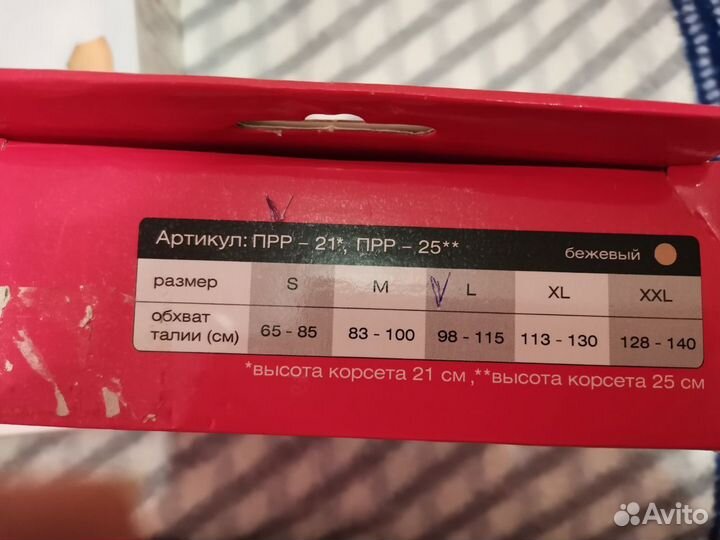 Артикул: ПРР – 21*, ПРР – 25** бежевый
размер S M L XL XXL
обхват
талии (см) 65 - 85 83 - 100 98 - 115 113 - 130 128 - 140
*высота корсета 21 см ,**высота корсета 25 см
Avito